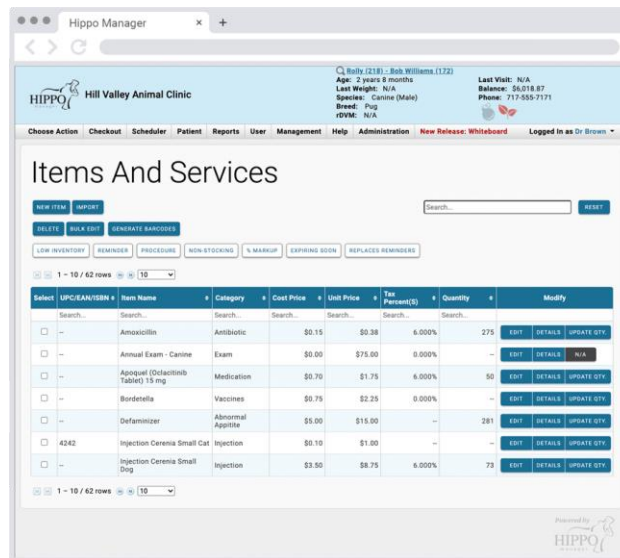 Hippo Manager × +
HIPPO
Hill Valley Animal Clinic
Rolly (218) - Bob Williams (172)
Age: 2 years 8 months
Last Weight: N/A
Species: Canine (Male)
Breed: Pug
rDVM: N/A
Last Visit: N/A
Balance: $6,018.87
Phone: 717-555-7171
Choose Action Checkout Scheduler Patient Reports User Management Help Administration New Release: Whiteboard Logged In as Dr Brown
Items And Services
NEW ITEM IMPORT Search... RESET
DELETE BULK EDIT GENERATE BARCODES
LOW INVENTORY REMINDER PROCEDURE NON-STOCKING % MARKUP EXPIRING SOON REPLACES REMINDERS
1 - 10 / 62 rows 10
Select UPC/EAN/ISBN Item Name Category Cost Price Unit Price Tax Percent(S) Quantity Modify
Search... Search... Search... Search... Search... Search... Search...
-- Amoxicillin Antibiotic $0.15 $0.38 6.000% 275 EDIT DETAILS UPDATE QTY.
-- Annual Exam - Canine Exam $0.00 $75.00 0.000% -- EDIT DETAILS N/A
-- Apoquel (Oclacitinib Tablet) 15 mg Medication $0.70 $1.75 6.000% 50 EDIT DETAILS UPDATE QTY.
-- Bordetella Vaccines $0.75 $2.25 0.000% -- EDIT DETAILS UPDATE QTY.
-- Defaminizer Abnormal Appitite $5.00 $15.00 -- 281 EDIT DETAILS UPDATE QTY.
4242 Injection Cerenia Small Cat Injection $0.10 $1.00 -- -- EDIT DETAILS UPDATE QTY.
-- Injection Cerenia Small Dog Injection $3.50 $8.75 6.000% 73 EDIT DETAILS UPDATE QTY.
1 - 10 / 62 rows 10
Powered by
HIPPO